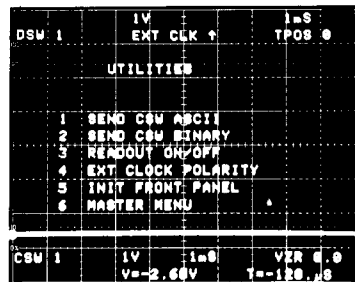 1V 1mS
DSW 1 EXT CLK ↑ TPOS 0
UTILITIES
1 SEND CSW ASCII
2 SEND CSW BINARY
3 READOUT ON/OFF
4 EXT CLOCK POLARITY
5 INIT FRONT PANEL
6 MASTER MENU
CSW 1 1V 1mS VZR 0.0
V=-2.60V T=-120.µS